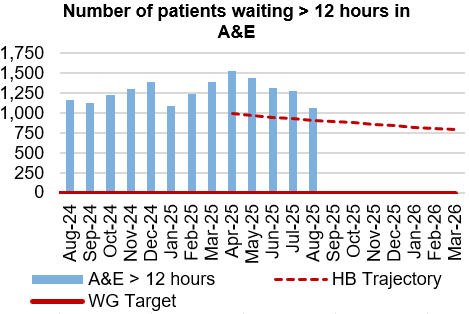 Number of patients waiting > 12 hours in
A&E
1,750
1,500
1,250
1,000
750
500
250
0
Aug-24
Sep-24
Oct-24
Nov-24
Dec-24
Jan-25
Feb-25
Mar-25
Apr-25
May-25
Jun-25
Jul-25
Aug-25
Sep-25
Oct-25
Nov-25
Dec-25
Jan-26
Feb-26
Mar-26
A&E > 12 hours
HB Trajectory
WG Target